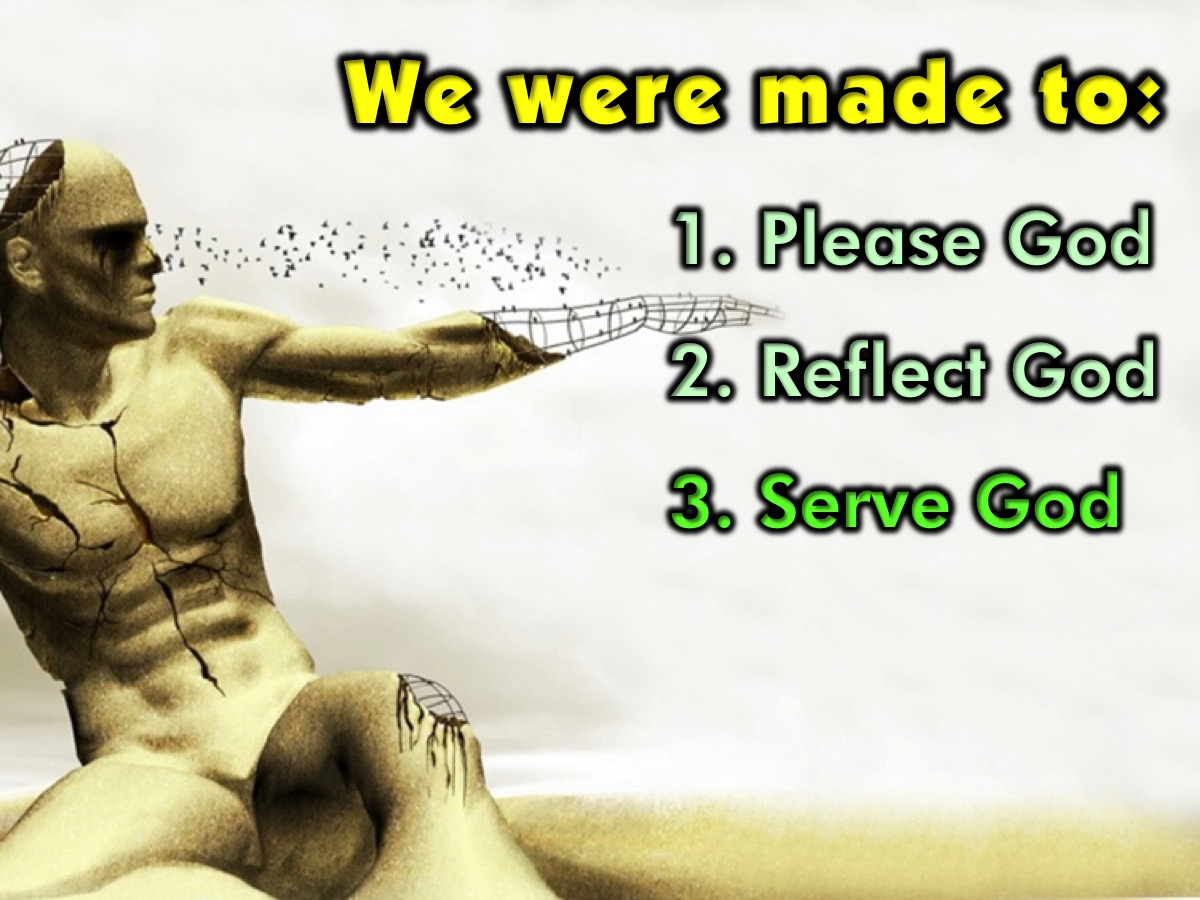 We were made to:
1. Please God
2. Reflect God
3. Serve God